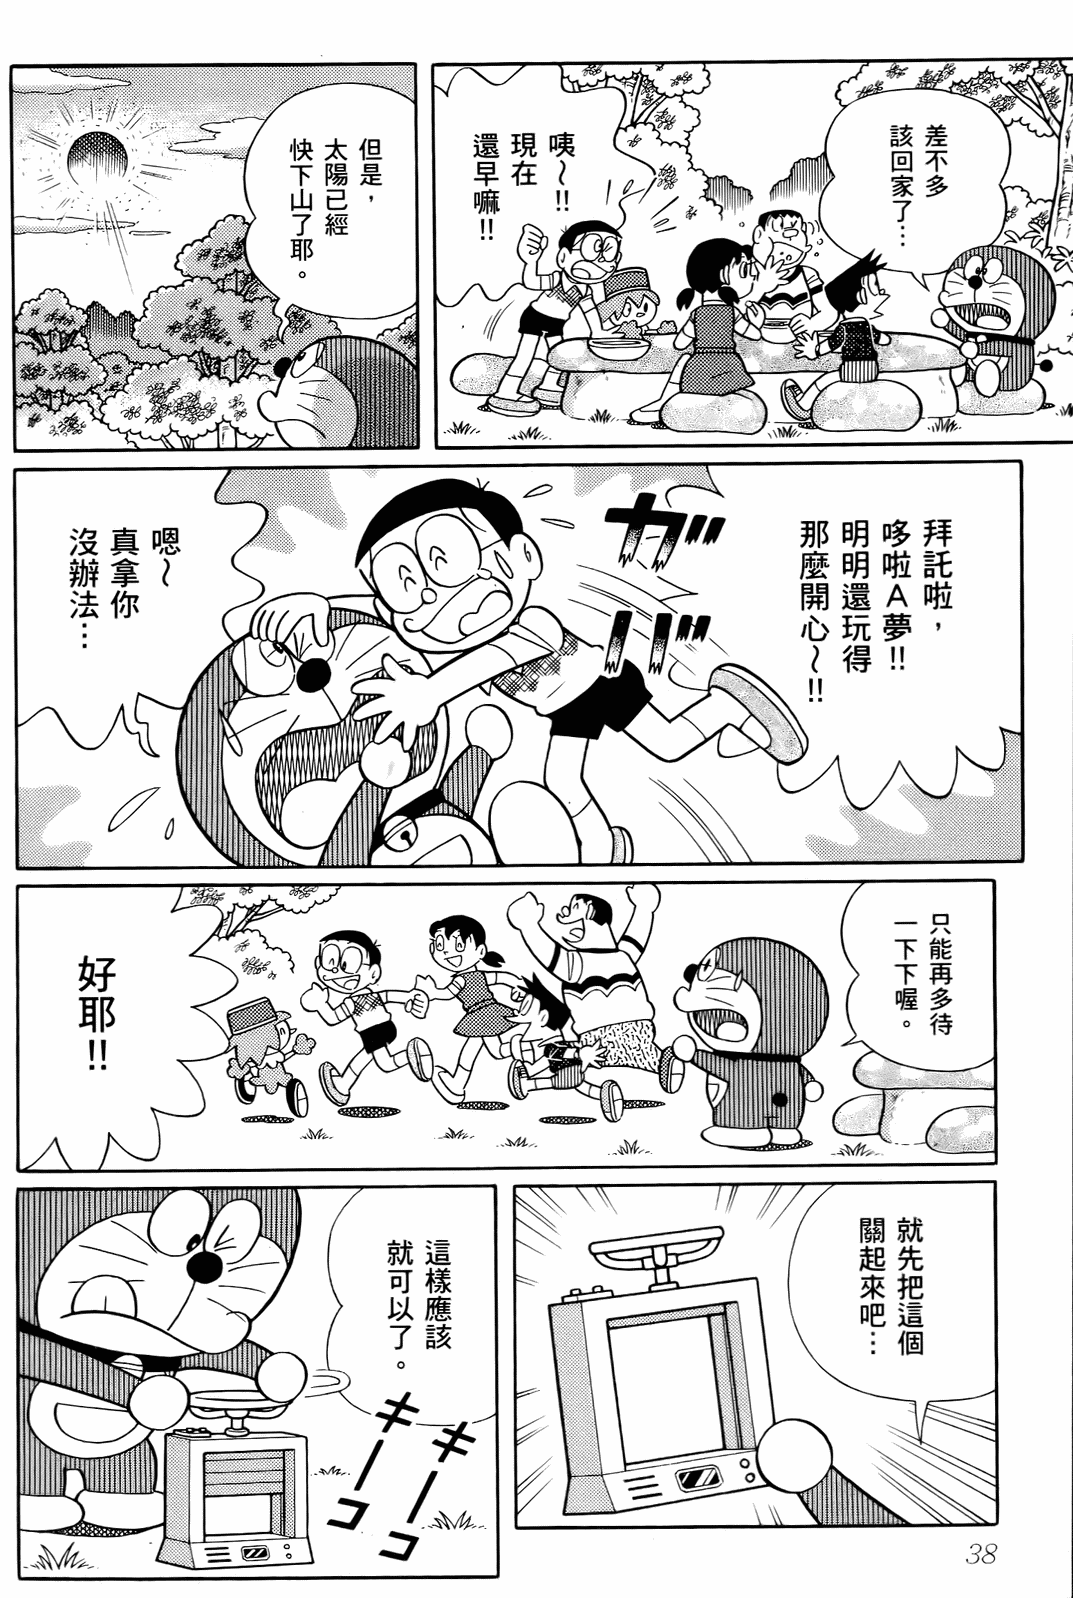 差不多
該回家了…
咦～!!
現在
還早嘛!!
但是，
太陽已經
快下山了耶。
拜託啦，
哆啦A夢!!
明明還玩得
那麼開心～!!
ガバ
嗯～
真拿你
沒辦法…
只能再多待
一下下喔。
好耶!!
就先把這個
關起來吧…
這樣應該
就可以了。
キーコ
キーコ
38